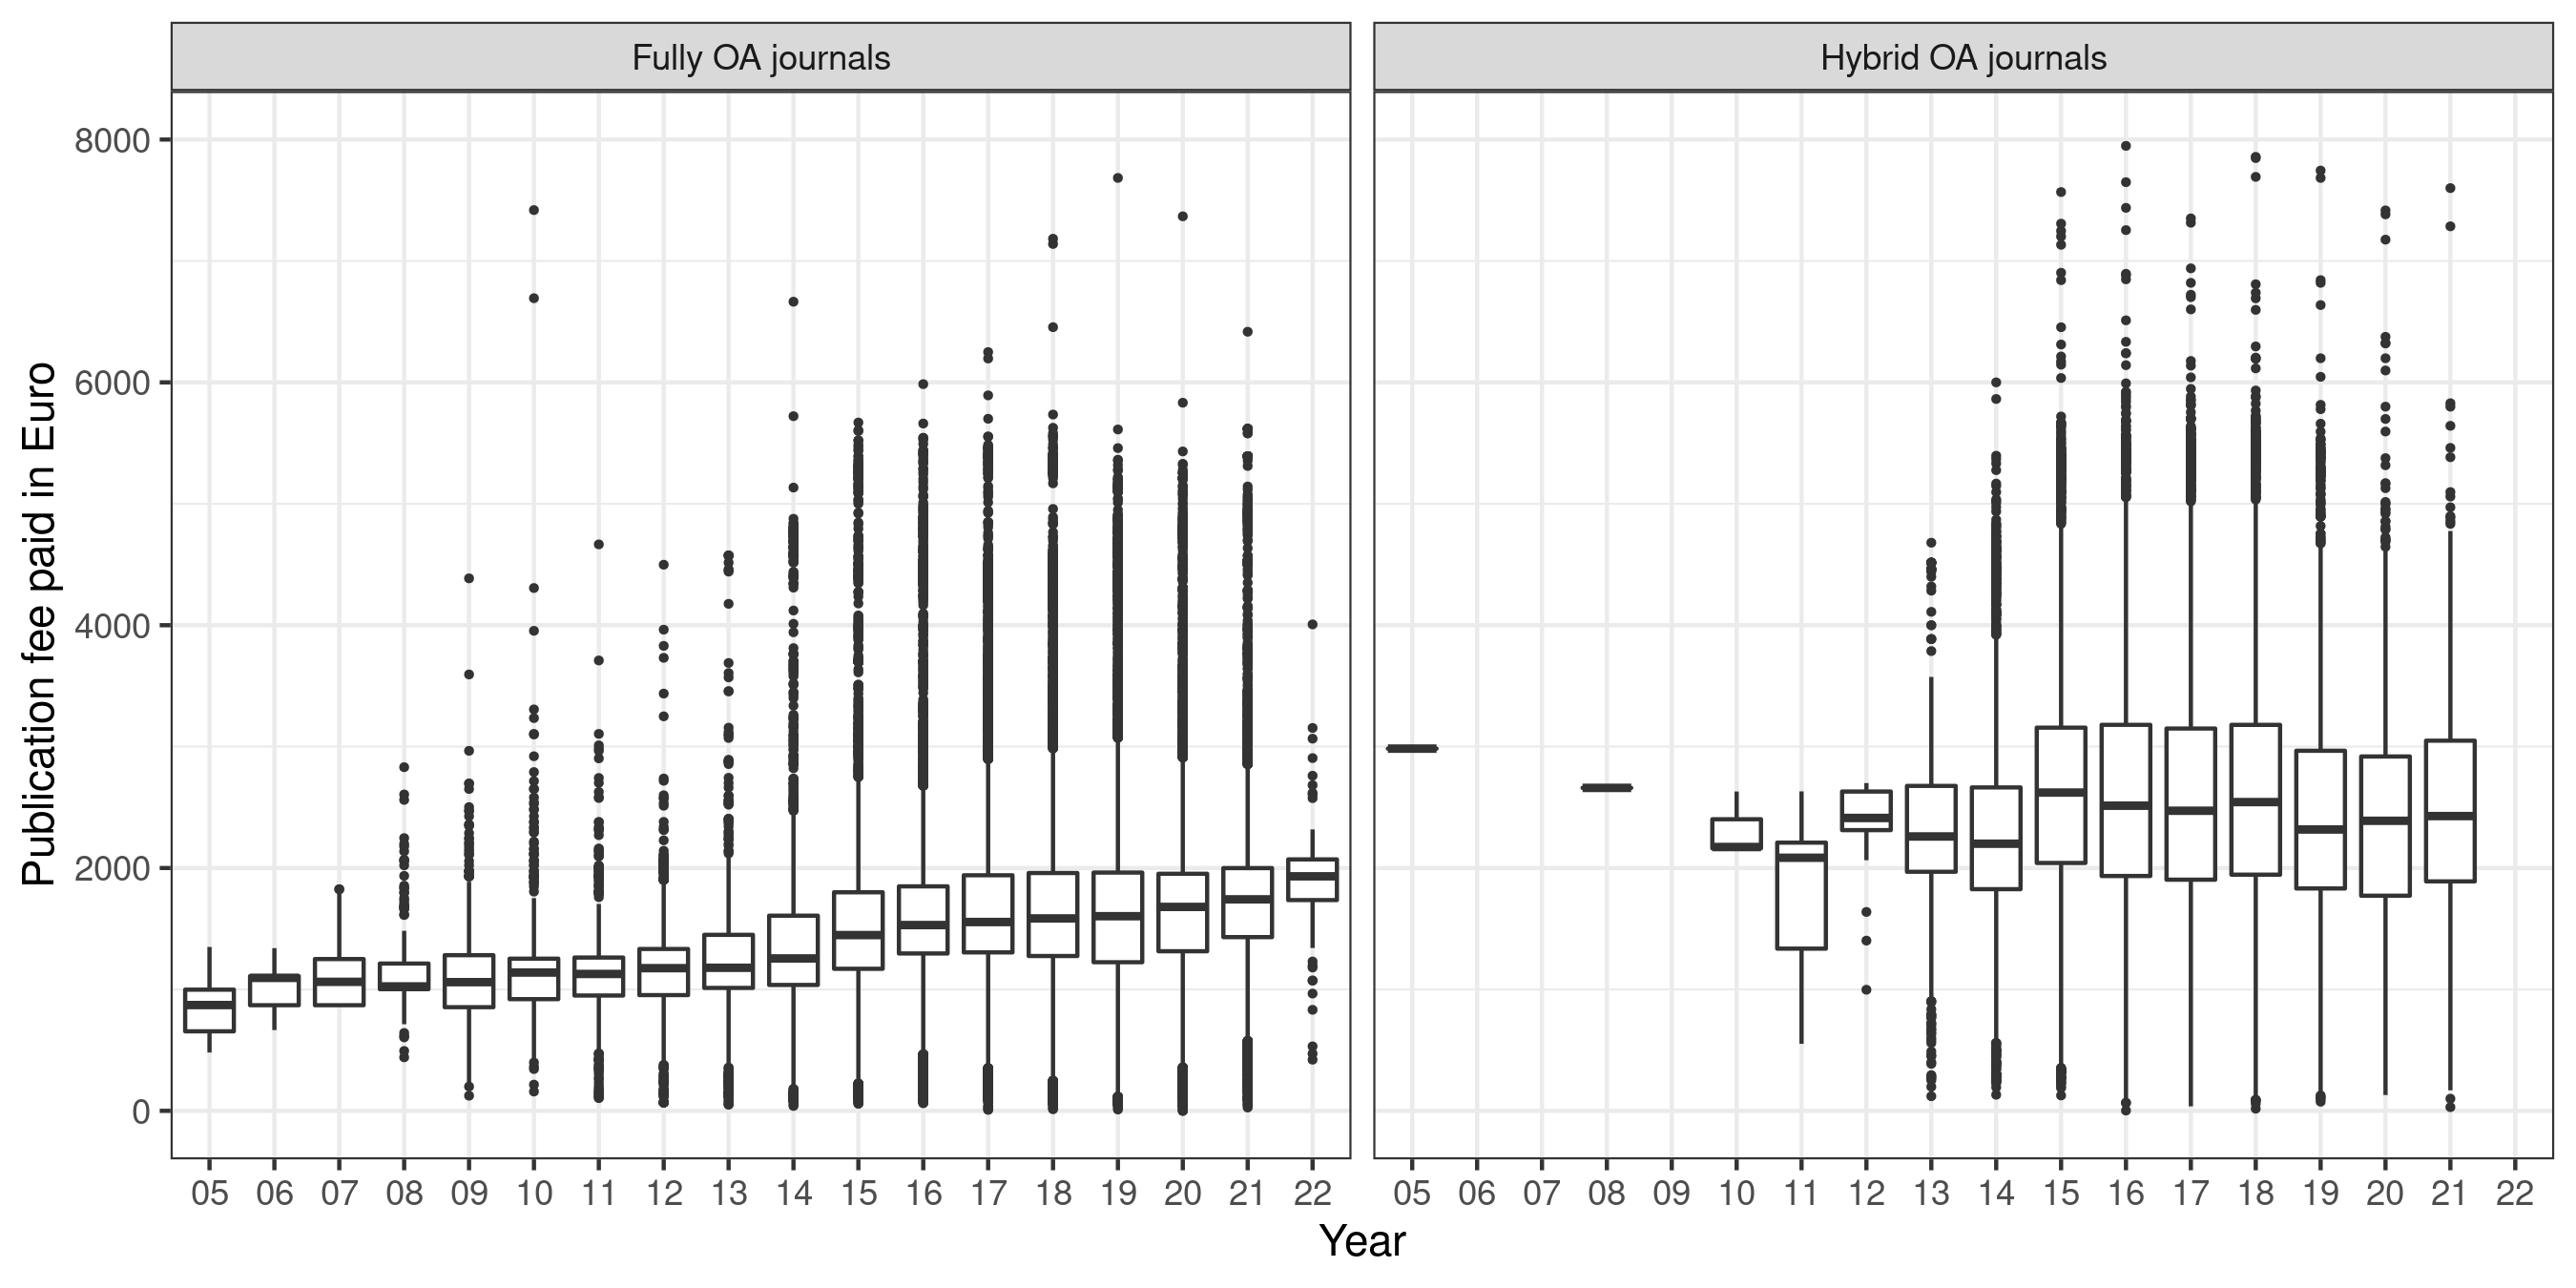 Fully OA journals
Hybrid OA journals
Publication fee paid in Euro
8000
6000
4000
2000
0
05 06 07 08 09 10 11 12 13 14 15 16 17 18 19 20 21 22
05 06 07 08 09 10 11 12 13 14 15 16 17 18 19 20 21 22
Year